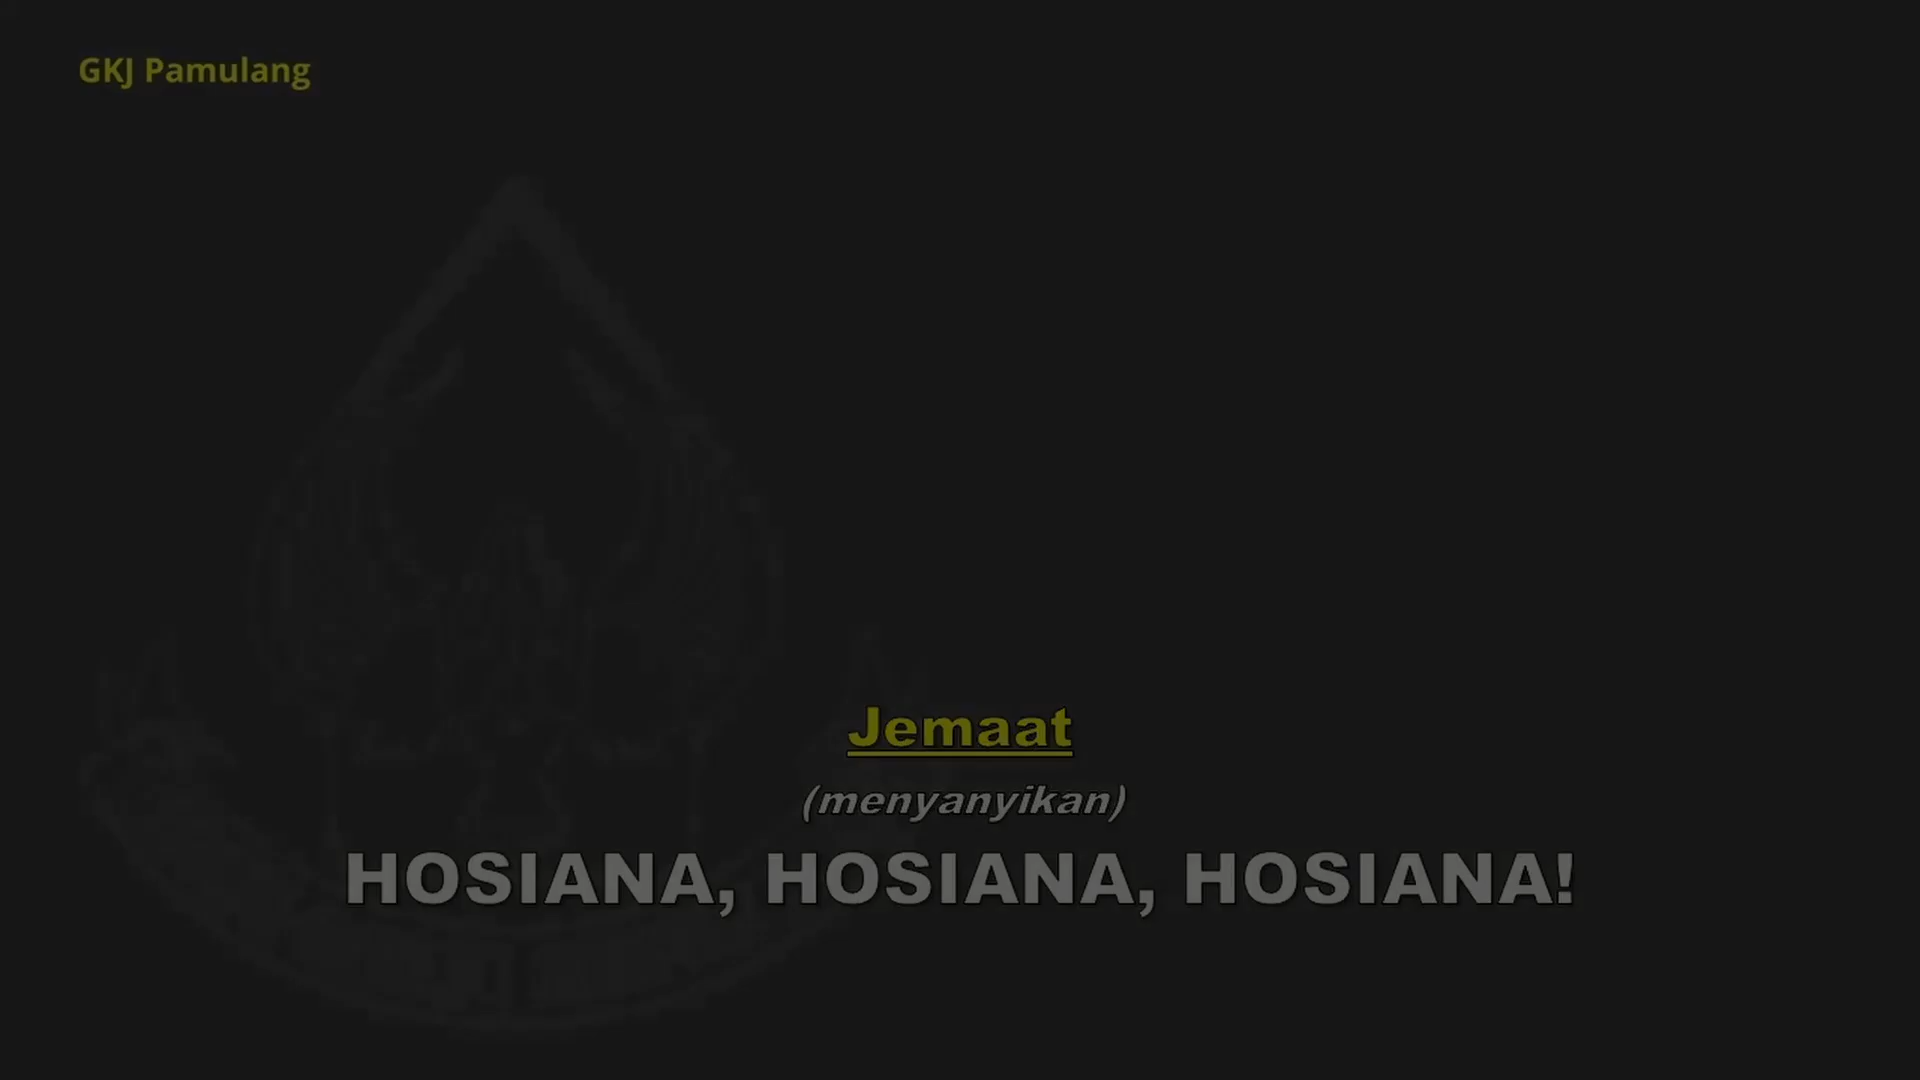 GKJ Pamulang
Jemaat
(menyanyikan)
HOSIANA, HOSIANA, HOSIANA!